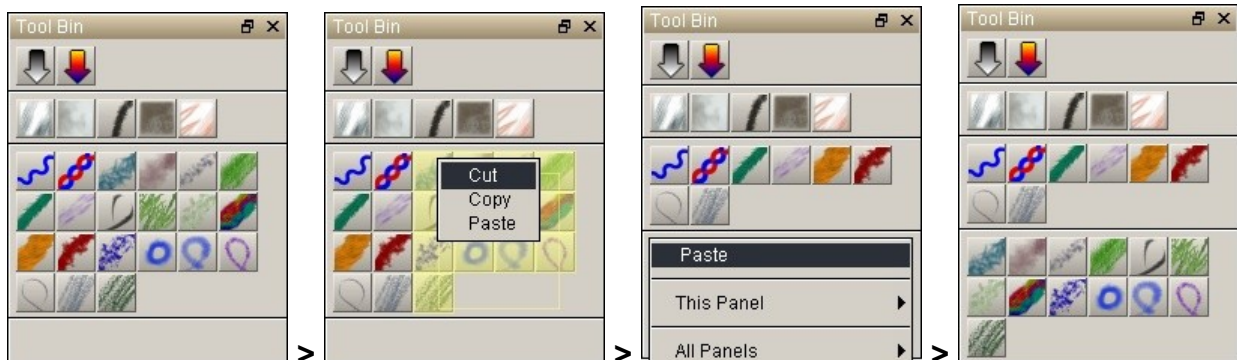 Tool Bin
Tool Bin
Cut
Copy
Paste
>
Tool Bin
Paste
This Panel
All Panels
>
Tool Bin
>